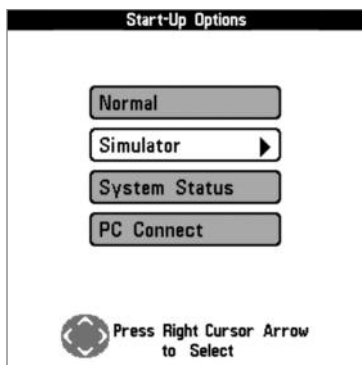 Start-Up Options
Normal
Simulator
System Status
PC Connect
Press Right Cursor Arrow
to Select